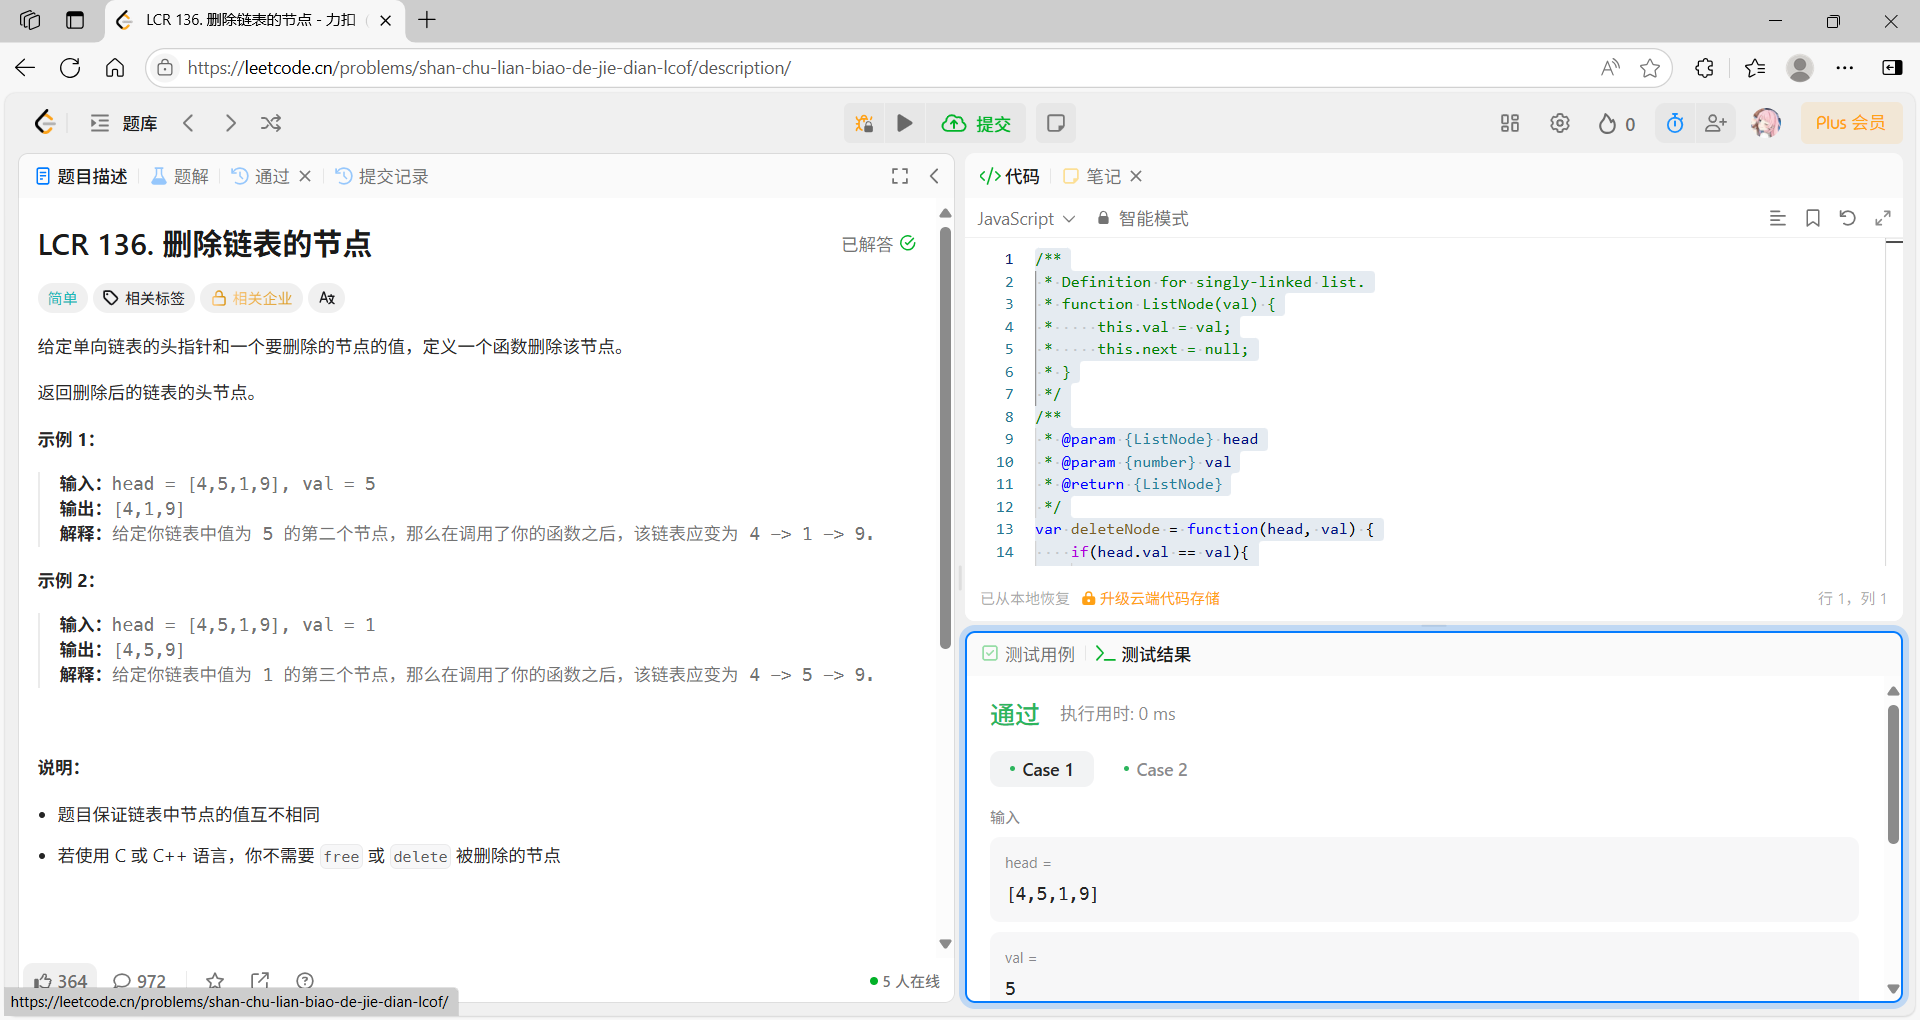 LCR 136. 删除链表的节点 - 力扣
https://leetcode.cn/problems/shan-chu-lian-biao-de-jie-dian-lcof/description/
题库
提交
0
Plus 会员
题目描述
题解
通过
提交记录
LCR 136. 删除链表的节点
已解答
简单
相关标签
相关企业
给定单向链表的头指针和一个要删除的节点的值，定义一个函数删除该节点。
返回删除后的链表的头节点。
示例 1：
输入：head = [4,5,1,9], val = 5
输出：[4,1,9]
解释：给定你链表中值为 5 的第二个节点，那么在调用了你的函数之后，该链表应变为 4 -> 1 -> 9.
示例 2：
输入：head = [4,5,1,9], val = 1
输出：[4,5,9]
解释：给定你链表中值为 1 的第三个节点，那么在调用了你的函数之后，该链表应变为 4 -> 5 -> 9.
说明：
• 题目保证链表中节点的值互不相同
• 若使用 C 或 C++ 语言，你不需要 free 或 delete 被删除的节点
364
972
5 人在线
https://leetcode.cn/problems/shan-chu-lian-biao-de-jie-dian-lcof/
代码
笔记
JavaScript
智能模式
1 /**
2 * Definition for singly-linked list.
3 * function ListNode(val) {
4 *     this.val = val;
5 *     this.next = null;
6 * }
7 */
8 /**
9 * @param {ListNode} head
10 * @param {number} val
11 * @return {ListNode}
12 */
13 var deleteNode = function(head, val) {
14     if(head.val == val){
已从本地恢复
升级云端代码存储
行 1，列 1
测试用例
测试结果
通过
执行用时: 0 ms
• Case 1
• Case 2
输入
head =
[4,5,1,9]
val =
5